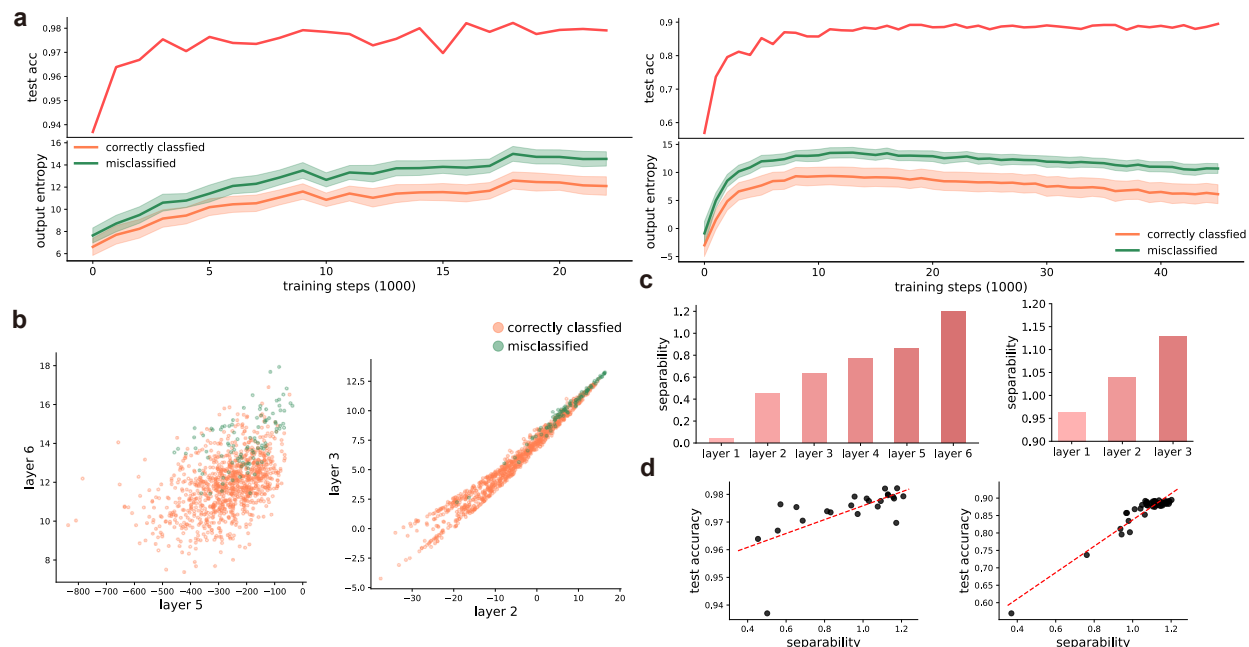 a
0.98
0.97
0.96
0.95
0.94
test acc
16
14
12
10
8
6
output entropy
correctly classfied
misclassified
0 5 10 15 20
training steps (1000)
0.9
0.8
0.7
0.6
test acc
15
10
5
0
−5
output entropy
correctly classfied
misclassified
0 10 20 30 40
training steps (1000)
b
correctly classfied
misclassified
18
16
14
12
10
8
layer 6
−800 −700 −600 −500 −400 −300 −200 −100 0
layer 5
12.5
10.0
7.5
5.0
2.5
0.0
−2.5
−5.0
layer 3
−30 −20 −10 0 10 20
layer 2
c
1.2
1.0
0.8
0.6
0.4
0.2
0.0
separability
layer 1 layer 2 layer 3 layer 4 layer 5 layer 6
1.20
1.15
1.10
1.05
1.00
0.95
0.90
separability
layer 1 layer 2 layer 3
d
0.98
0.97
0.96
0.95
0.94
test accuracy
0.4 0.6 0.8 1.0 1.2
separability
0.90
0.85
0.80
0.75
0.70
0.65
0.60
test accuracy
0.4 0.6 0.8 1.0 1.2
separability